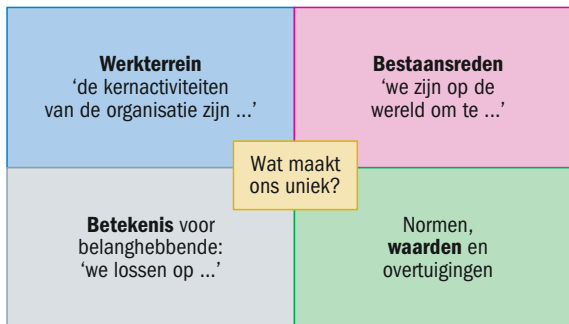 Werkterrein
‘de kernactiviteiten
van de organisatie zijn ...’
Bestaansreden
‘we zijn op de
wereld om te ...’
Wat maakt
ons uniek?
Betekenis voor
belanghebbende:
‘we lossen op ...’
Normen,
waarden en
overtuigingen